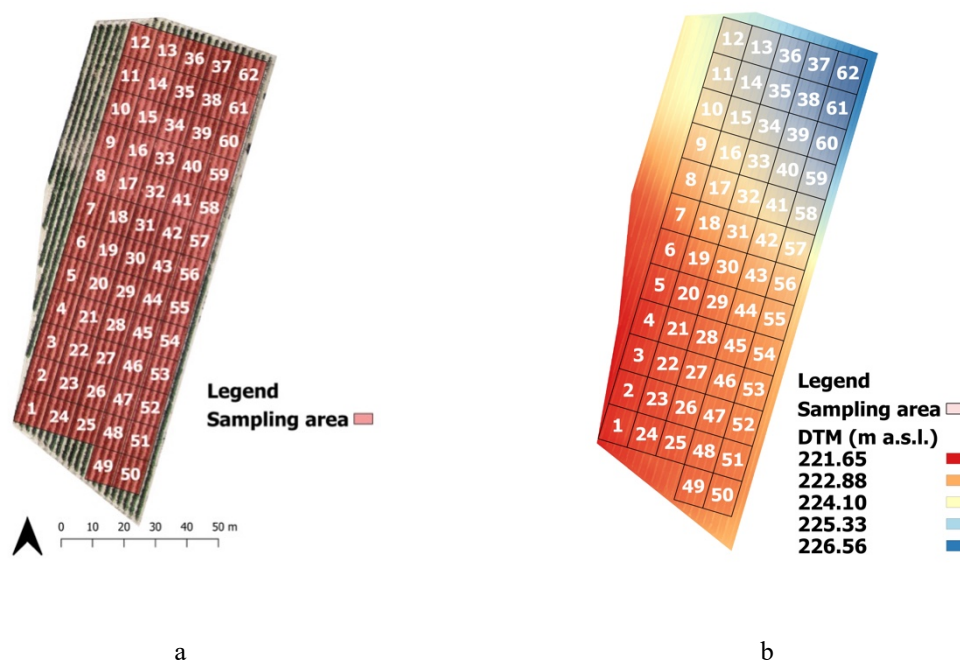 12 13 36 37 62
11 14 35 38 61
10 15 34 39 60
9 16 33 40 59
8 17 32 41 58
7 18 31 42 57
6 19 30 43 56
5 20 29 44 55
4 21 28 45 54
3 22 27 46 53
2 23 26 47 52
1 24 25 48 51
49 50
Legend
Sampling area
0 10 20 30 40 50 m
a
12 13 36 37 62
11 14 35 38 61
10 15 34 39 60
9 16 33 40 59
8 17 32 41 58
7 18 31 42 57
6 19 30 43 56
5 20 29 44 55
4 21 28 45 54
3 22 27 46 53
2 23 26 47 52
1 24 25 48 51
49 50
Legend
Sampling area
DTM (m a.s.l.)
221.65
222.88
224.10
225.33
226.56
b